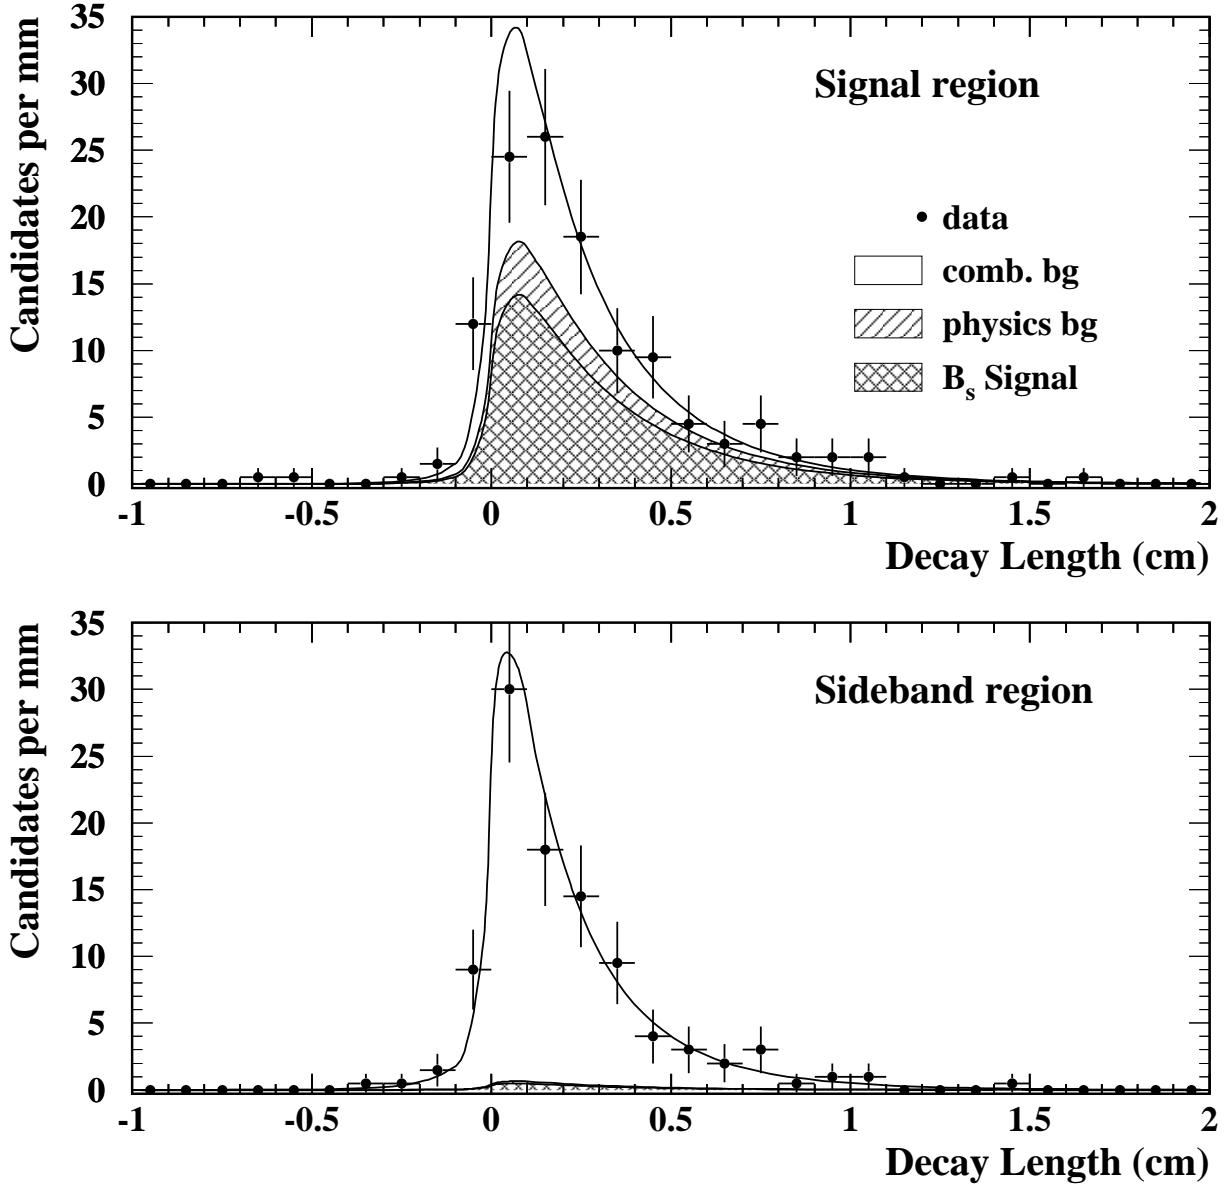 Candidates per mm
35
30
25
20
15
10
5
0
Signal region
data
comb. bg
physics bg
Bs Signal
-1 -0.5 0 0.5 1 1.5 2
Decay Length (cm)
Candidates per mm
35
30
25
20
15
10
5
0
Sideband region
-1 -0.5 0 0.5 1 1.5 2
Decay Length (cm)